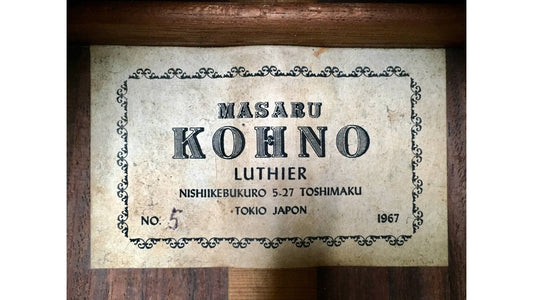 MASARU
KOHNO
LUTHIER
NISHIIKEBUKURO 5-27 TOSHIMAKU
TOKIO JAPON
NO. 5 1967